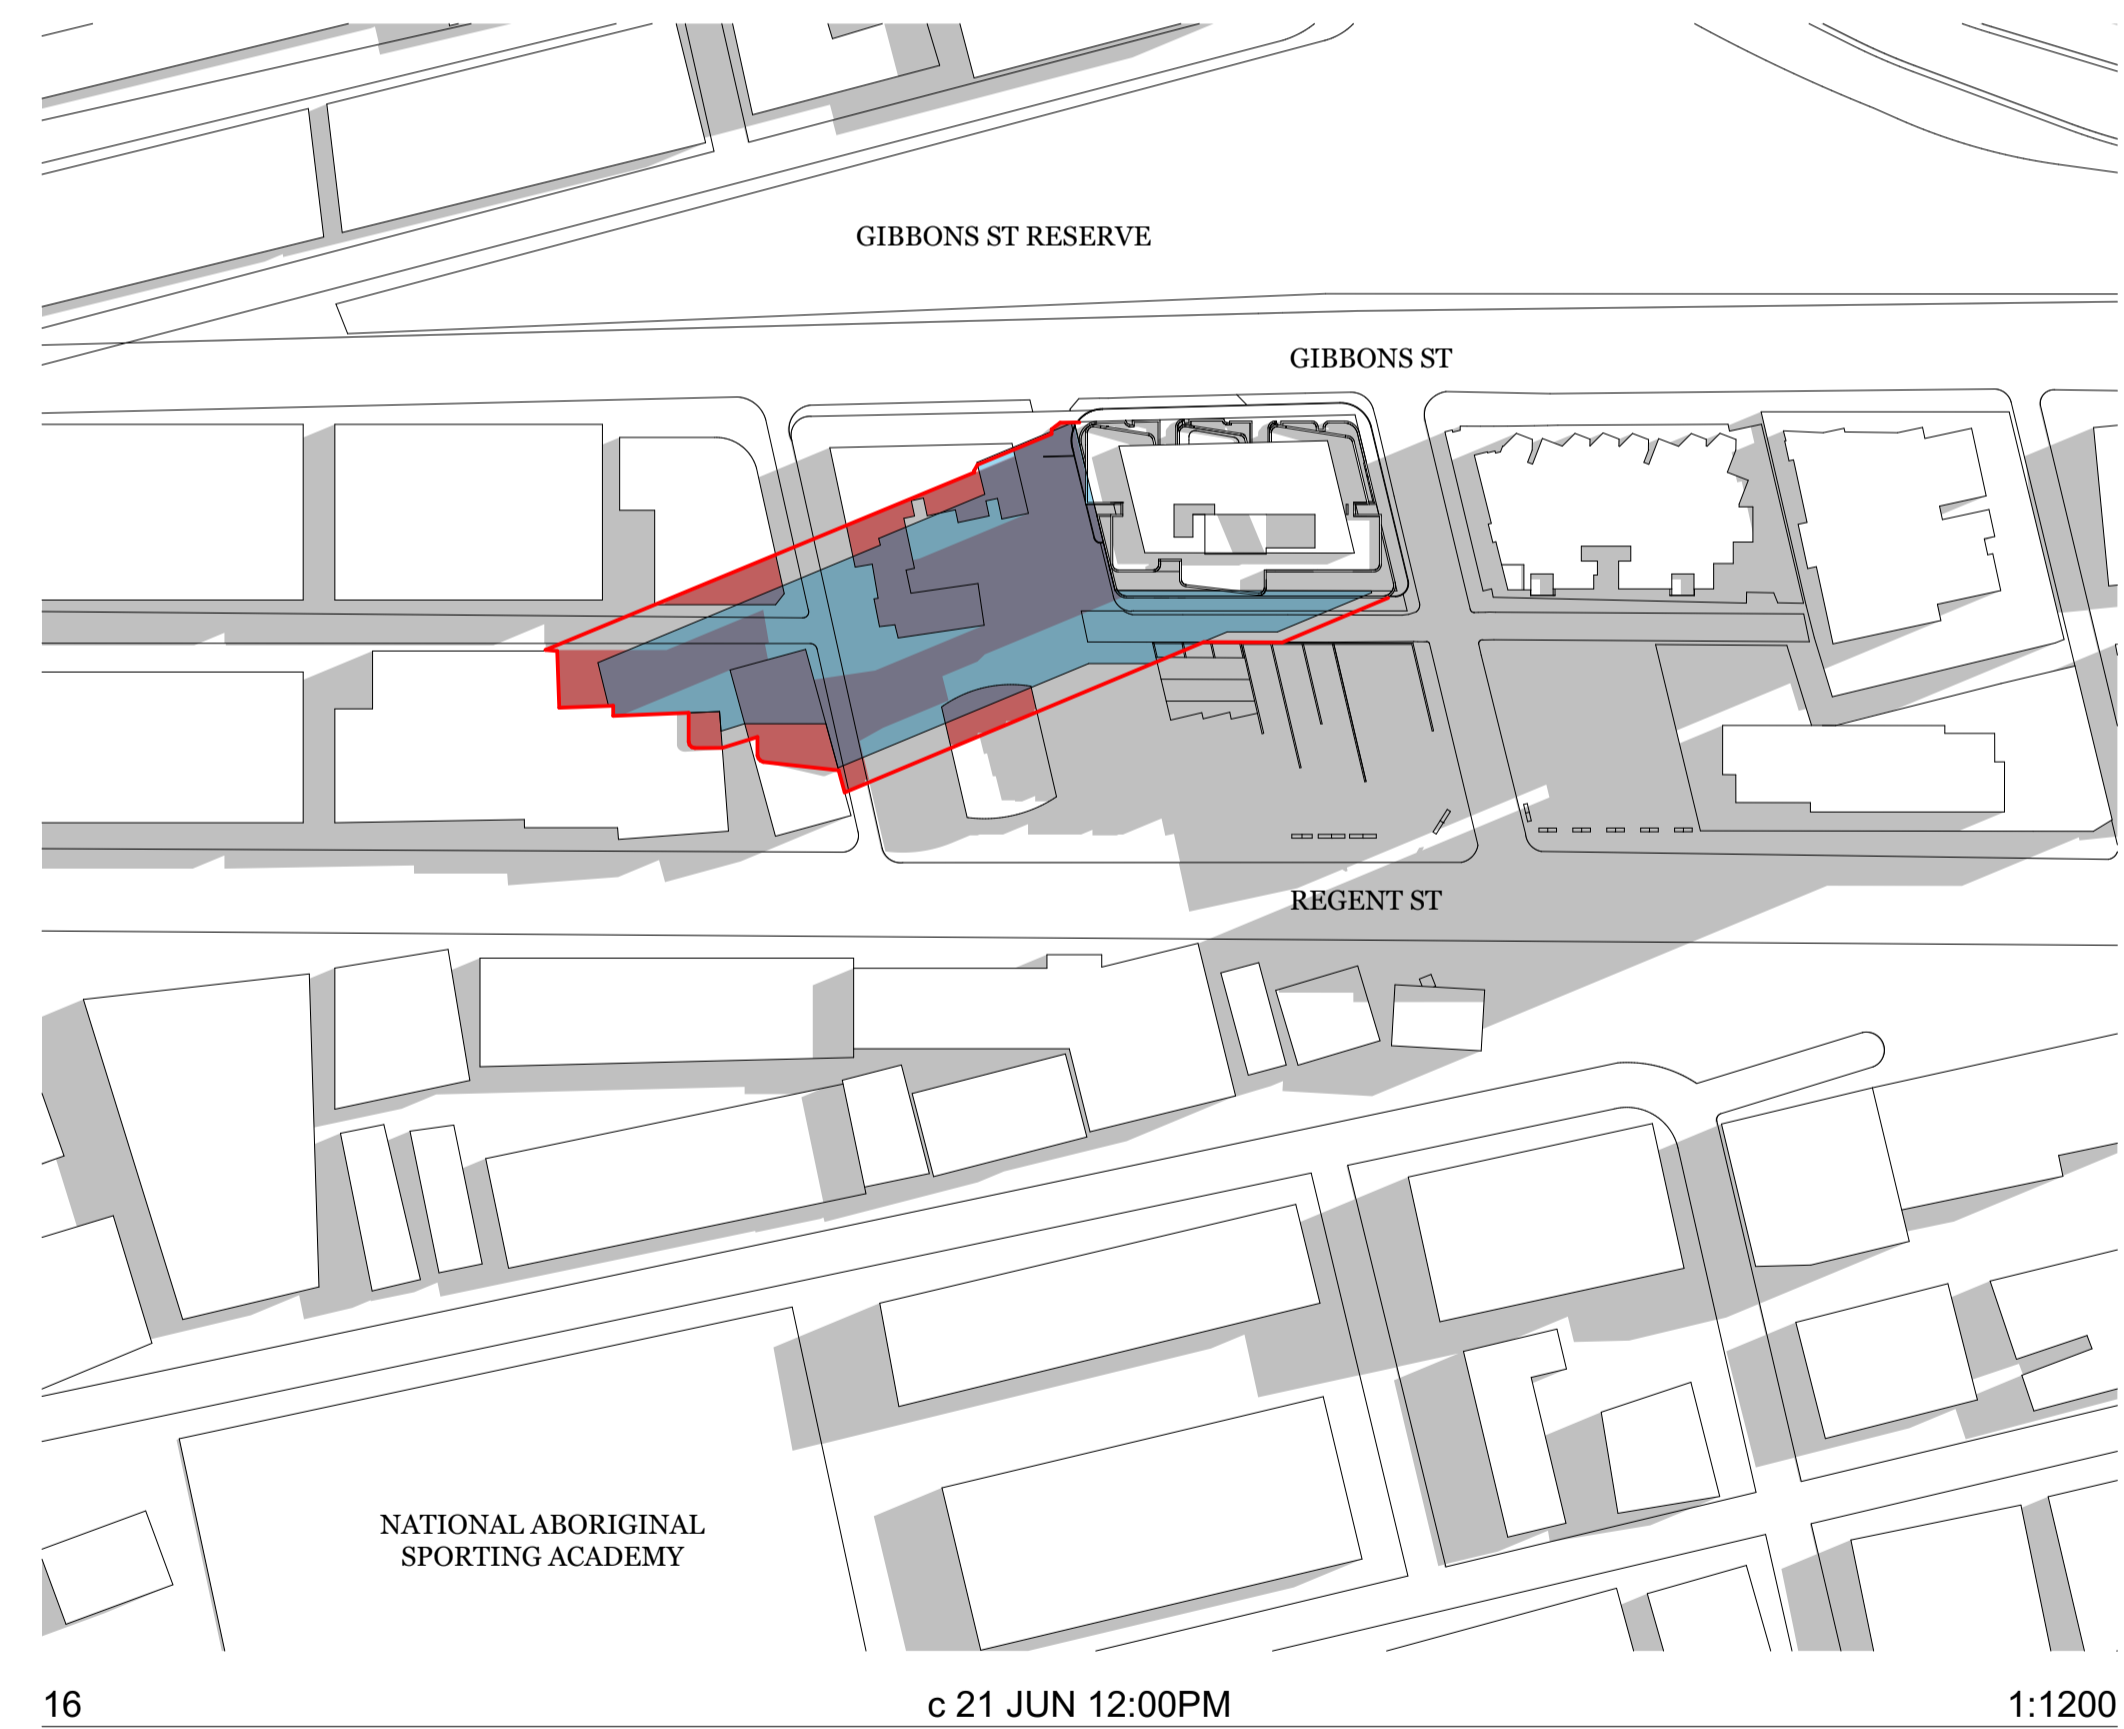 GIBBONS ST RESERVE
GIBBONS ST
REGENT ST
NATIONAL ABORIGINAL
SPORTING ACADEMY
16
c 21 JUN 12:00PM
1:1200